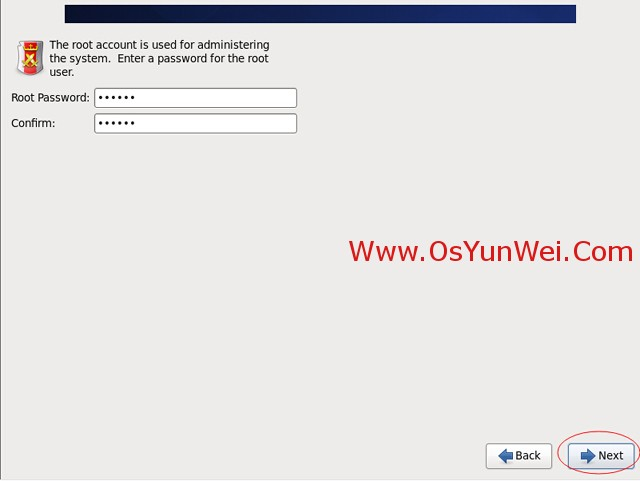 The root account is used for administering
the system.  Enter a password for the root
user.
Root Password: ••••••
Confirm: ••••••
Www.OsYunWei.Com
Back
Next